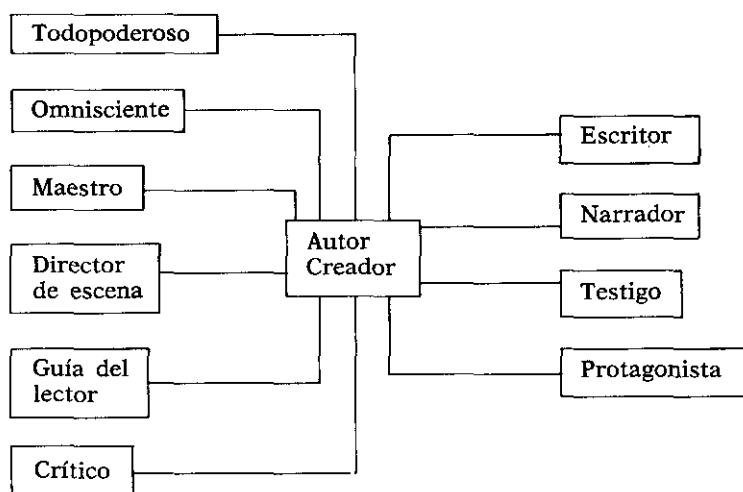 Todopoderoso
Omnisciente
Maestro
Director
de escena
Guía del
lector
Crítico
Autor
Creador
Escritor
Narrador
Testigo
Protagonista